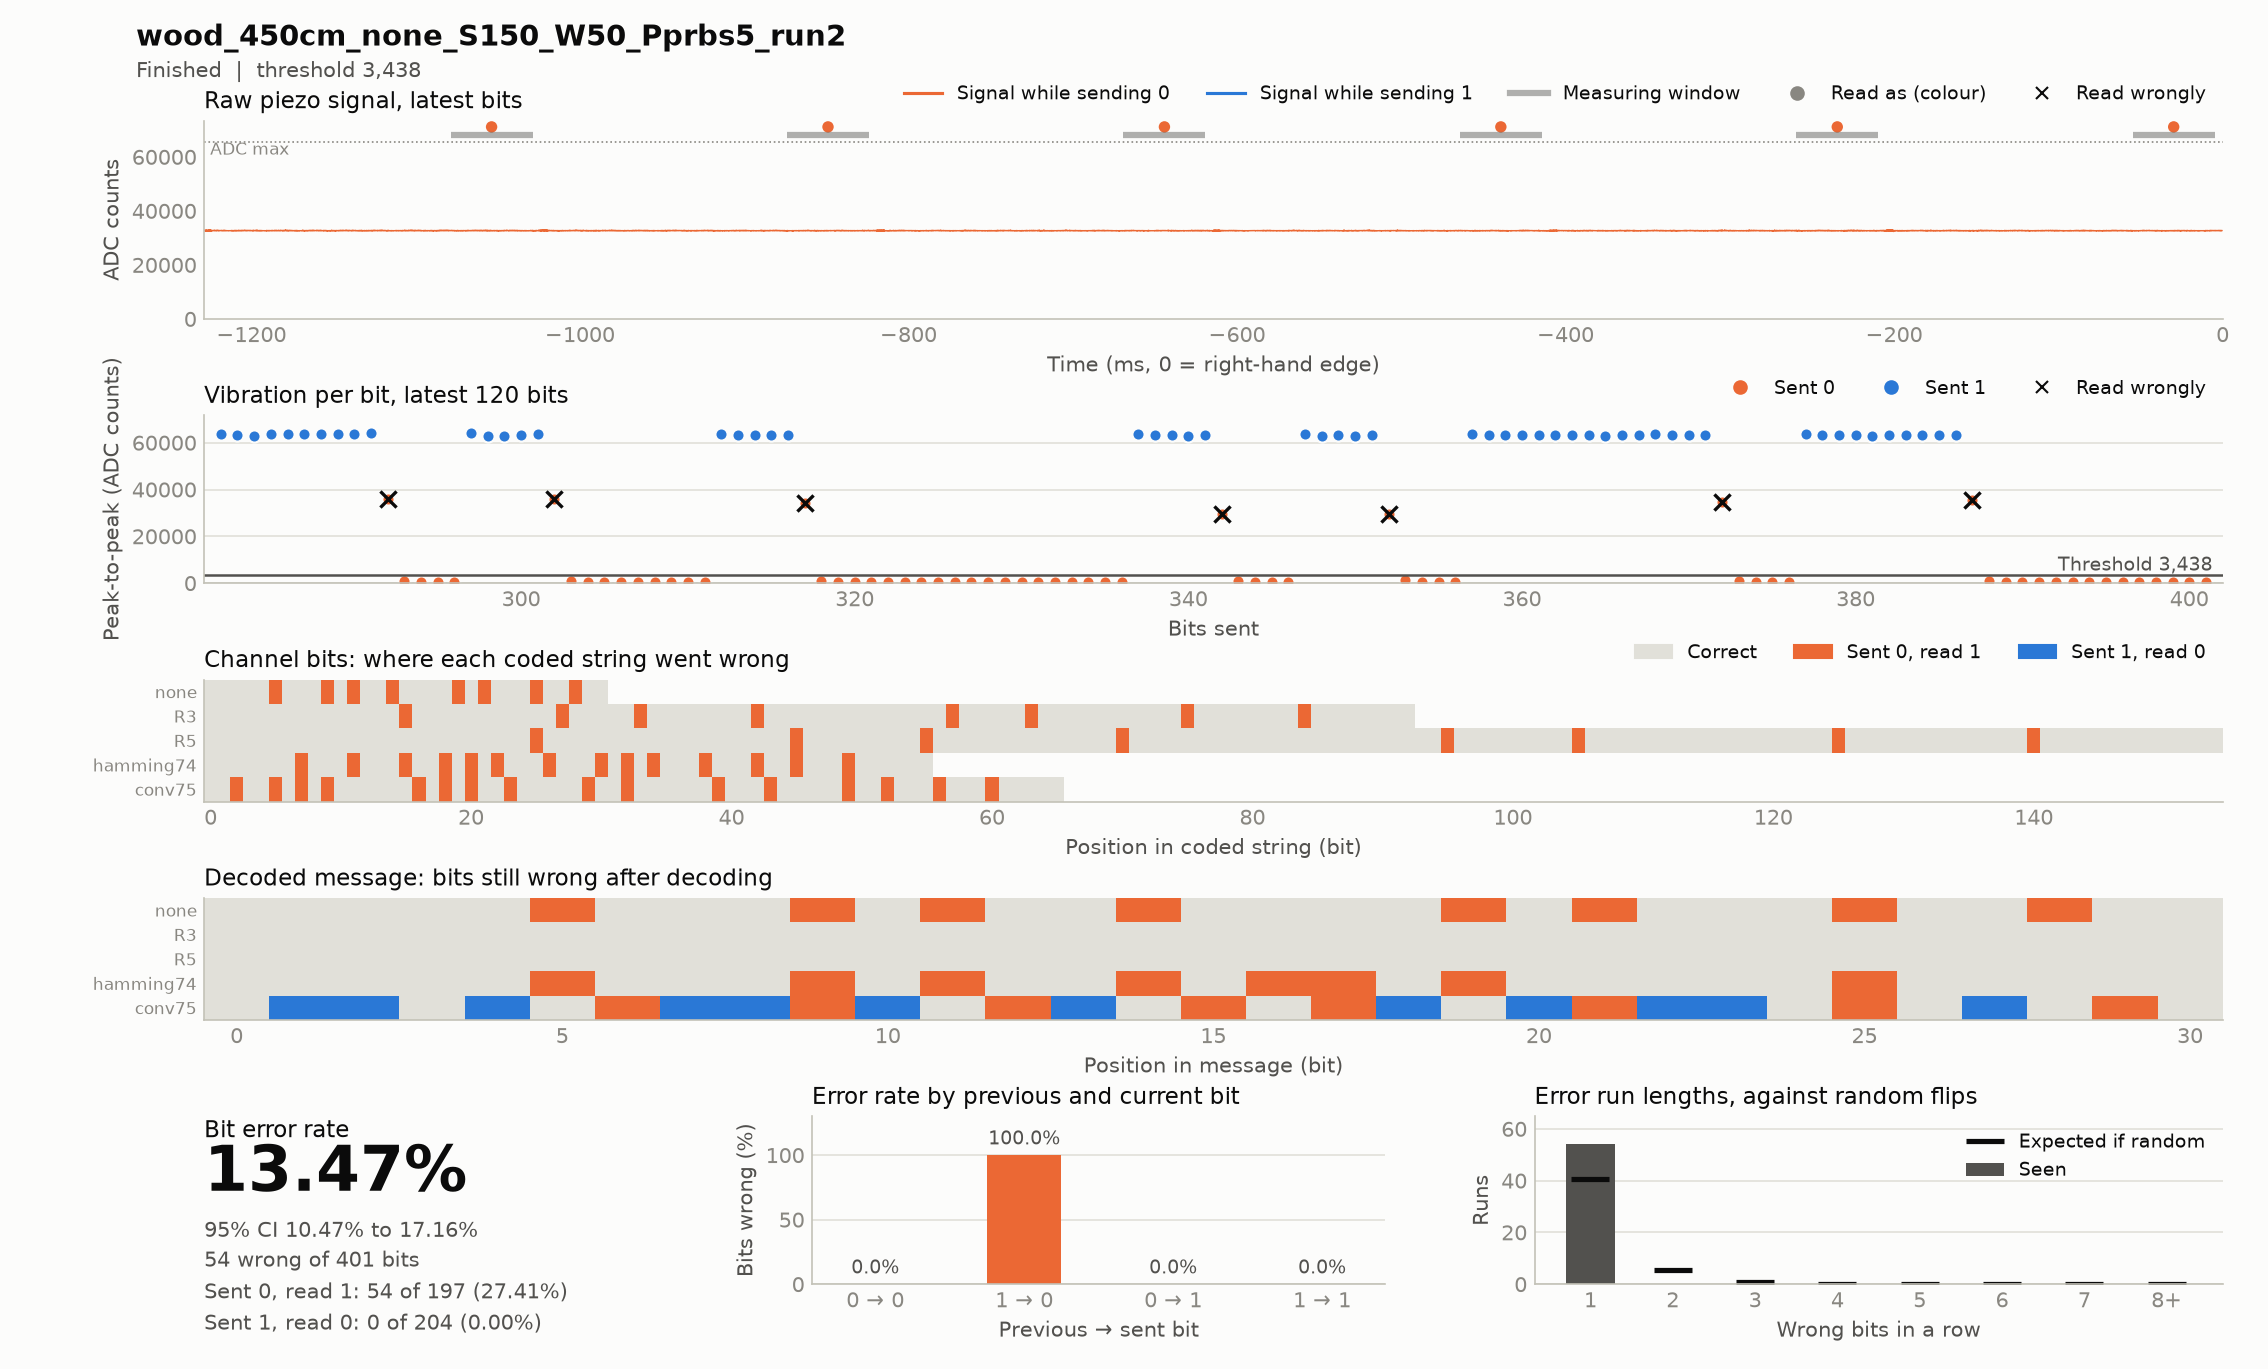 wood_450cm_none_S150_W50_Pprbs5_run2
Finished | threshold 3,438
Raw piezo signal, latest bits
Signal while sending 0 Signal while sending 1 Measuring window Read as (colour) Read wrongly
ADC max
ADC counts
60000
40000
20000
0
−1200 −1000 −800 −600 −400 −200 0
Time (ms, 0 = right-hand edge)
Vibration per bit, latest 120 bits
Sent 0 Sent 1 Read wrongly
Peak-to-peak (ADC counts)
60000
40000
20000
0
Threshold 3,438
300 320 340 360 380 400
Bits sent
Channel bits: where each coded string went wrong
Correct Sent 0, read 1 Sent 1, read 0
none
R3
R5
hamming74
conv75
0 20 40 60 80 100 120 140
Position in coded string (bit)
Decoded message: bits still wrong after decoding
none
R3
R5
hamming74
conv75
0 5 10 15 20 25 30
Position in message (bit)
Bit error rate
13.47%
95% CI 10.47% to 17.16%
54 wrong of 401 bits
Sent 0, read 1: 54 of 197 (27.41%)
Sent 1, read 0: 0 of 204 (0.00%)
Error rate by previous and current bit
Bits wrong (%)
100
50
0
0.0% 100.0% 0.0% 0.0%
0 → 0 1 → 0 0 → 1 1 → 1
Previous → sent bit
Error run lengths, against random flips
Expected if random
Seen
Runs
60
40
20
0
1 2 3 4 5 6 7 8+
Wrong bits in a row